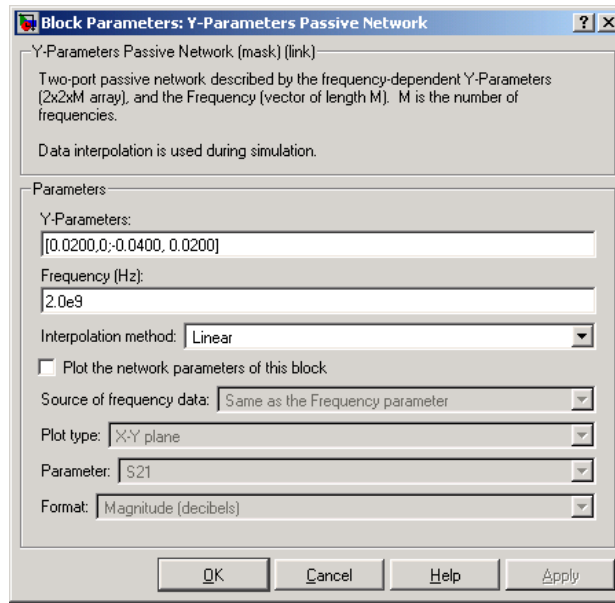 Block Parameters: Y-Parameters Passive Network
Y-Parameters Passive Network (mask) (link)
Two-port passive network described by the frequency-dependent Y-Parameters
(2x2xM array), and the Frequency (vector of length M).  M is the number of
frequencies.
Data interpolation is used during simulation.
Parameters
Y-Parameters:
[0.0200,0;-0.0400, 0.0200]
Frequency (Hz):
2.0e9
Interpolation method: Linear
Plot the network parameters of this block
Source of frequency data: Same as the Frequency parameter
Plot type: X-Y plane
Parameter: S21
Format: Magnitude (decibels)
OK Cancel Help Apply